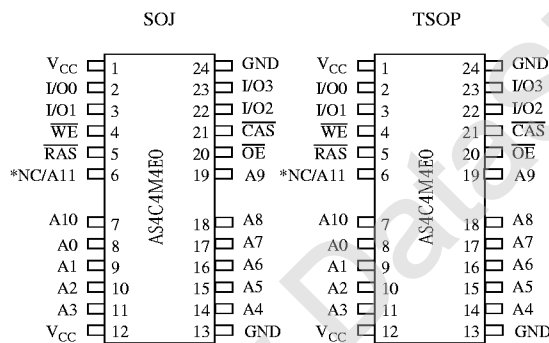 SOJ
VCC 1 24 GND
I/O0 2 23 I/O3
I/O1 3 22 I/O2
WE 4 21 CAS
RAS 5 20 OE
*NC/A11 6 19 A9
A10 7 18 A8
A0 8 17 A7
A1 9 16 A6
A2 10 15 A5
A3 11 14 A4
VCC 12 13 GND
AS4C4M4E0
TSOP
VCC 1 24 GND
I/O0 2 23 I/O3
I/O1 3 22 I/O2
WE 4 21 CAS
RAS 5 20 OE
*NC/A11 6 19 A9
A10 7 18 A8
A0 8 17 A7
A1 9 16 A6
A2 10 15 A5
A3 11 14 A4
VCC 12 13 GND
AS4C4M4E0